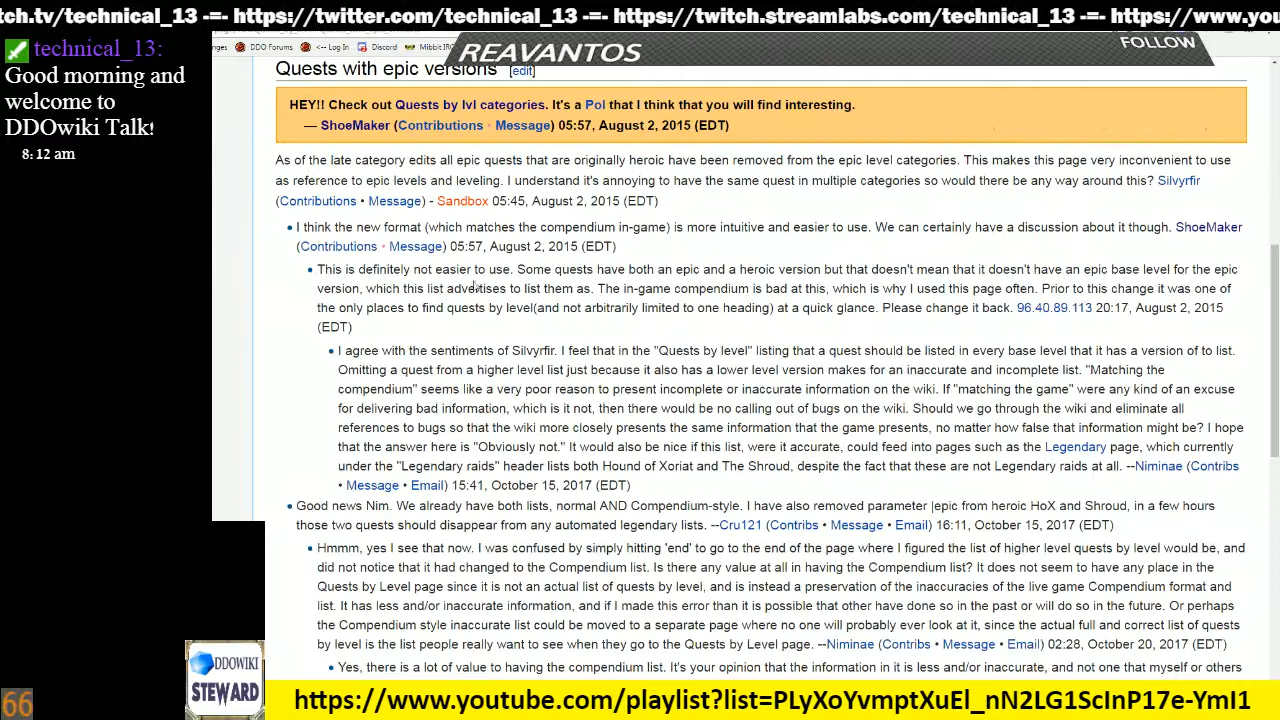 tch.tv/technical_13 -=- https://twitter.com/technical_13 -=- https://twitch.streamlabs.com/technical_13 -=- https://www.you
technical_13:
Good morning and
welcome to
DDOwiki Talk!
8:12 am
nges DDO Forums <-- Log In Discord Mibbit IRC
REAVANTOS
FOLLOW
Quests with epic versions [edit]
HEY!! Check out Quests by lvl categories. It's a Pol that I think that you will find interesting.
— ShoeMaker (Contributions • Message) 05:57, August 2, 2015 (EDT)
As of the late category edits all epic quests that are originally heroic have been removed from the epic level categories. This makes this page very inconvenient to use
as reference to epic levels and leveling. I understand it's annoying to have the same quest in multiple categories so would there be any way around this? Silvyrfir
(Contributions • Message) - Sandbox 05:45, August 2, 2015 (EDT)
• I think the new format (which matches the compendium in-game) is more intuitive and easier to use. We can certainly have a discussion about it though. ShoeMaker
(Contributions • Message) 05:57, August 2, 2015 (EDT)
• This is definitely not easier to use. Some quests have both an epic and a heroic version but that doesn't mean that it doesn't have an epic base level for the epic
version, which this list advertises to list them as. The in-game compendium is bad at this, which is why I used this page often. Prior to this change it was one of
the only places to find quests by level(and not arbitrarily limited to one heading) at a quick glance. Please change it back. 96.40.89.113 20:17, August 2, 2015
(EDT)
• I agree with the sentiments of Silvyrfir. I feel that in the "Quests by level" listing that a quest should be listed in every base level that it has a version of to list.
Omitting a quest from a higher level list just because it also has a lower level version makes for an inaccurate and incomplete list. "Matching the
compendium" seems like a very poor reason to present incomplete or inaccurate information on the wiki. If "matching the game" were any kind of an excuse
for delivering bad information, which is it not, then there would be no calling out of bugs on the wiki. Should we go through the wiki and eliminate all
references to bugs so that the wiki more closely presents the same information that the game presents, no matter how false that information might be? I hope
that the answer here is "Obviously not." It would also be nice if this list, were it accurate, could feed into pages such as the Legendary page, which currently
under the "Legendary raids" header lists both Hound of Xoriat and The Shroud, despite the fact that these are not Legendary raids at all. --Niminae (Contribs
• Message • Email) 15:41, October 15, 2017 (EDT)
• Good news Nim. We already have both lists, normal AND Compendium-style. I have also removed parameter |epic from heroic HoX and Shroud, in a few hours
those two quests should disappear from any automated legendary lists. --Cru121 (Contribs • Message • Email) 16:11, October 15, 2017 (EDT)
• Hmmm, yes I see that now. I was confused by simply hitting 'end' to go to the end of the page where I figured the list of higher level quests by level would be, and
did not notice that it had changed to the Compendium list. Is there any value at all in having the Compendium list? It does not seem to have any place in the
Quests by Level page since it is not an actual list of quests by level, and is instead a preservation of the inaccuracies of the live game Compendium format and
list. It has less and/or inaccurate information, and if I made this error than it is possible that other have done so in the past or will do so in the future. Or perhaps
the Compendium style inaccurate list could be moved to a separate page where no one will probably ever look at it, since the actual full and correct list of quests
by level is the list people really want to see when they go to the Quests by Level page. --Niminae (Contribs • Message • Email) 02:28, October 20, 2017 (EDT)
• Yes, there is a lot of value to having the compendium list. It's your opinion that the information in it is less and/or inaccurate, and not one that myself or others
DDOWIKI
STEWARD
66
https://www.youtube.com/playlist?list=PLyXoYvmptXuEl_nN2LG1ScInP17e-YmI1